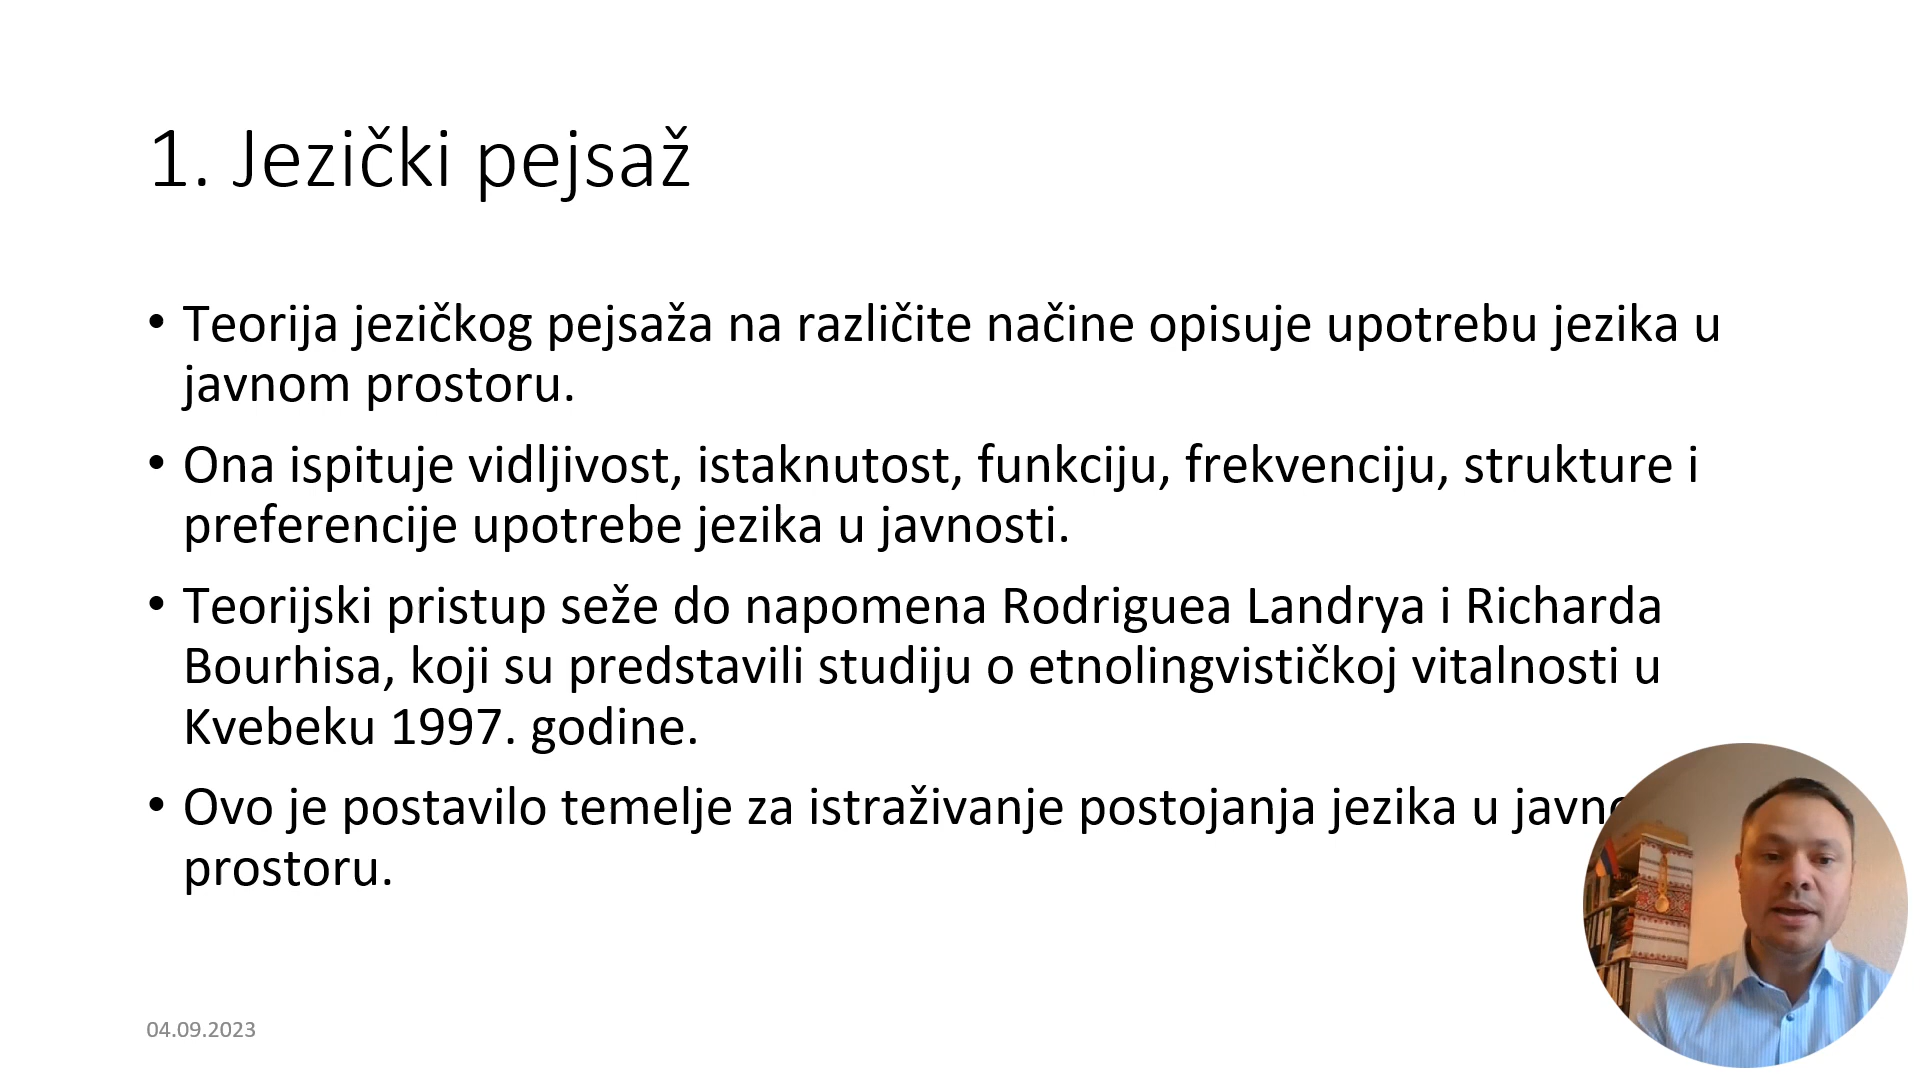 1. Jezički pejsaž
• Teorija jezičkog pejsaža na različite načine opisuje upotrebu jezika u
javnom prostoru.
• Ona ispituje vidljivost, istaknutost, funkciju, frekvenciju, strukture i
preferencije upotrebe jezika u javnosti.
• Teorijski pristup seže do napomena Rodriguea Landrya i Richarda
Bourhisa, koji su predstavili studiju o etnolingvističkoj vitalnosti u
Kvebeku 1997. godine.
• Ovo je postavilo temelje za istraživanje postojanja jezika u
prostoru.
04.09.2023